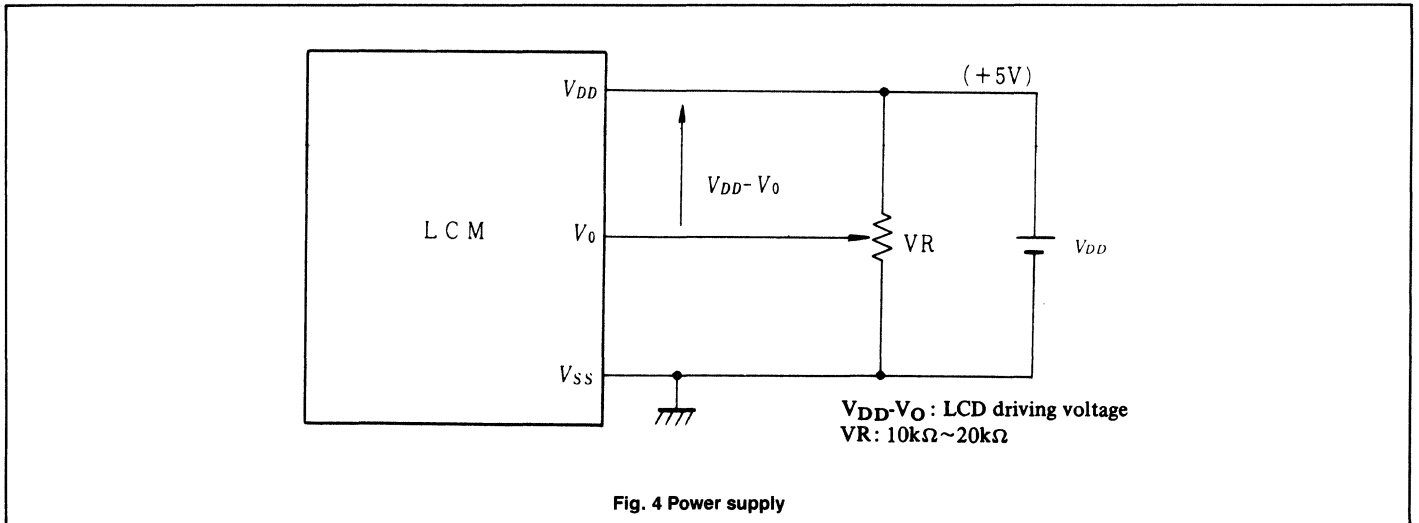 (+5V)
VDD
VDD-V0
LCM
V0
VR
VDD
VSS
VDD-VO : LCD driving voltage
VR: 10kΩ~20kΩ
Fig. 4 Power supply